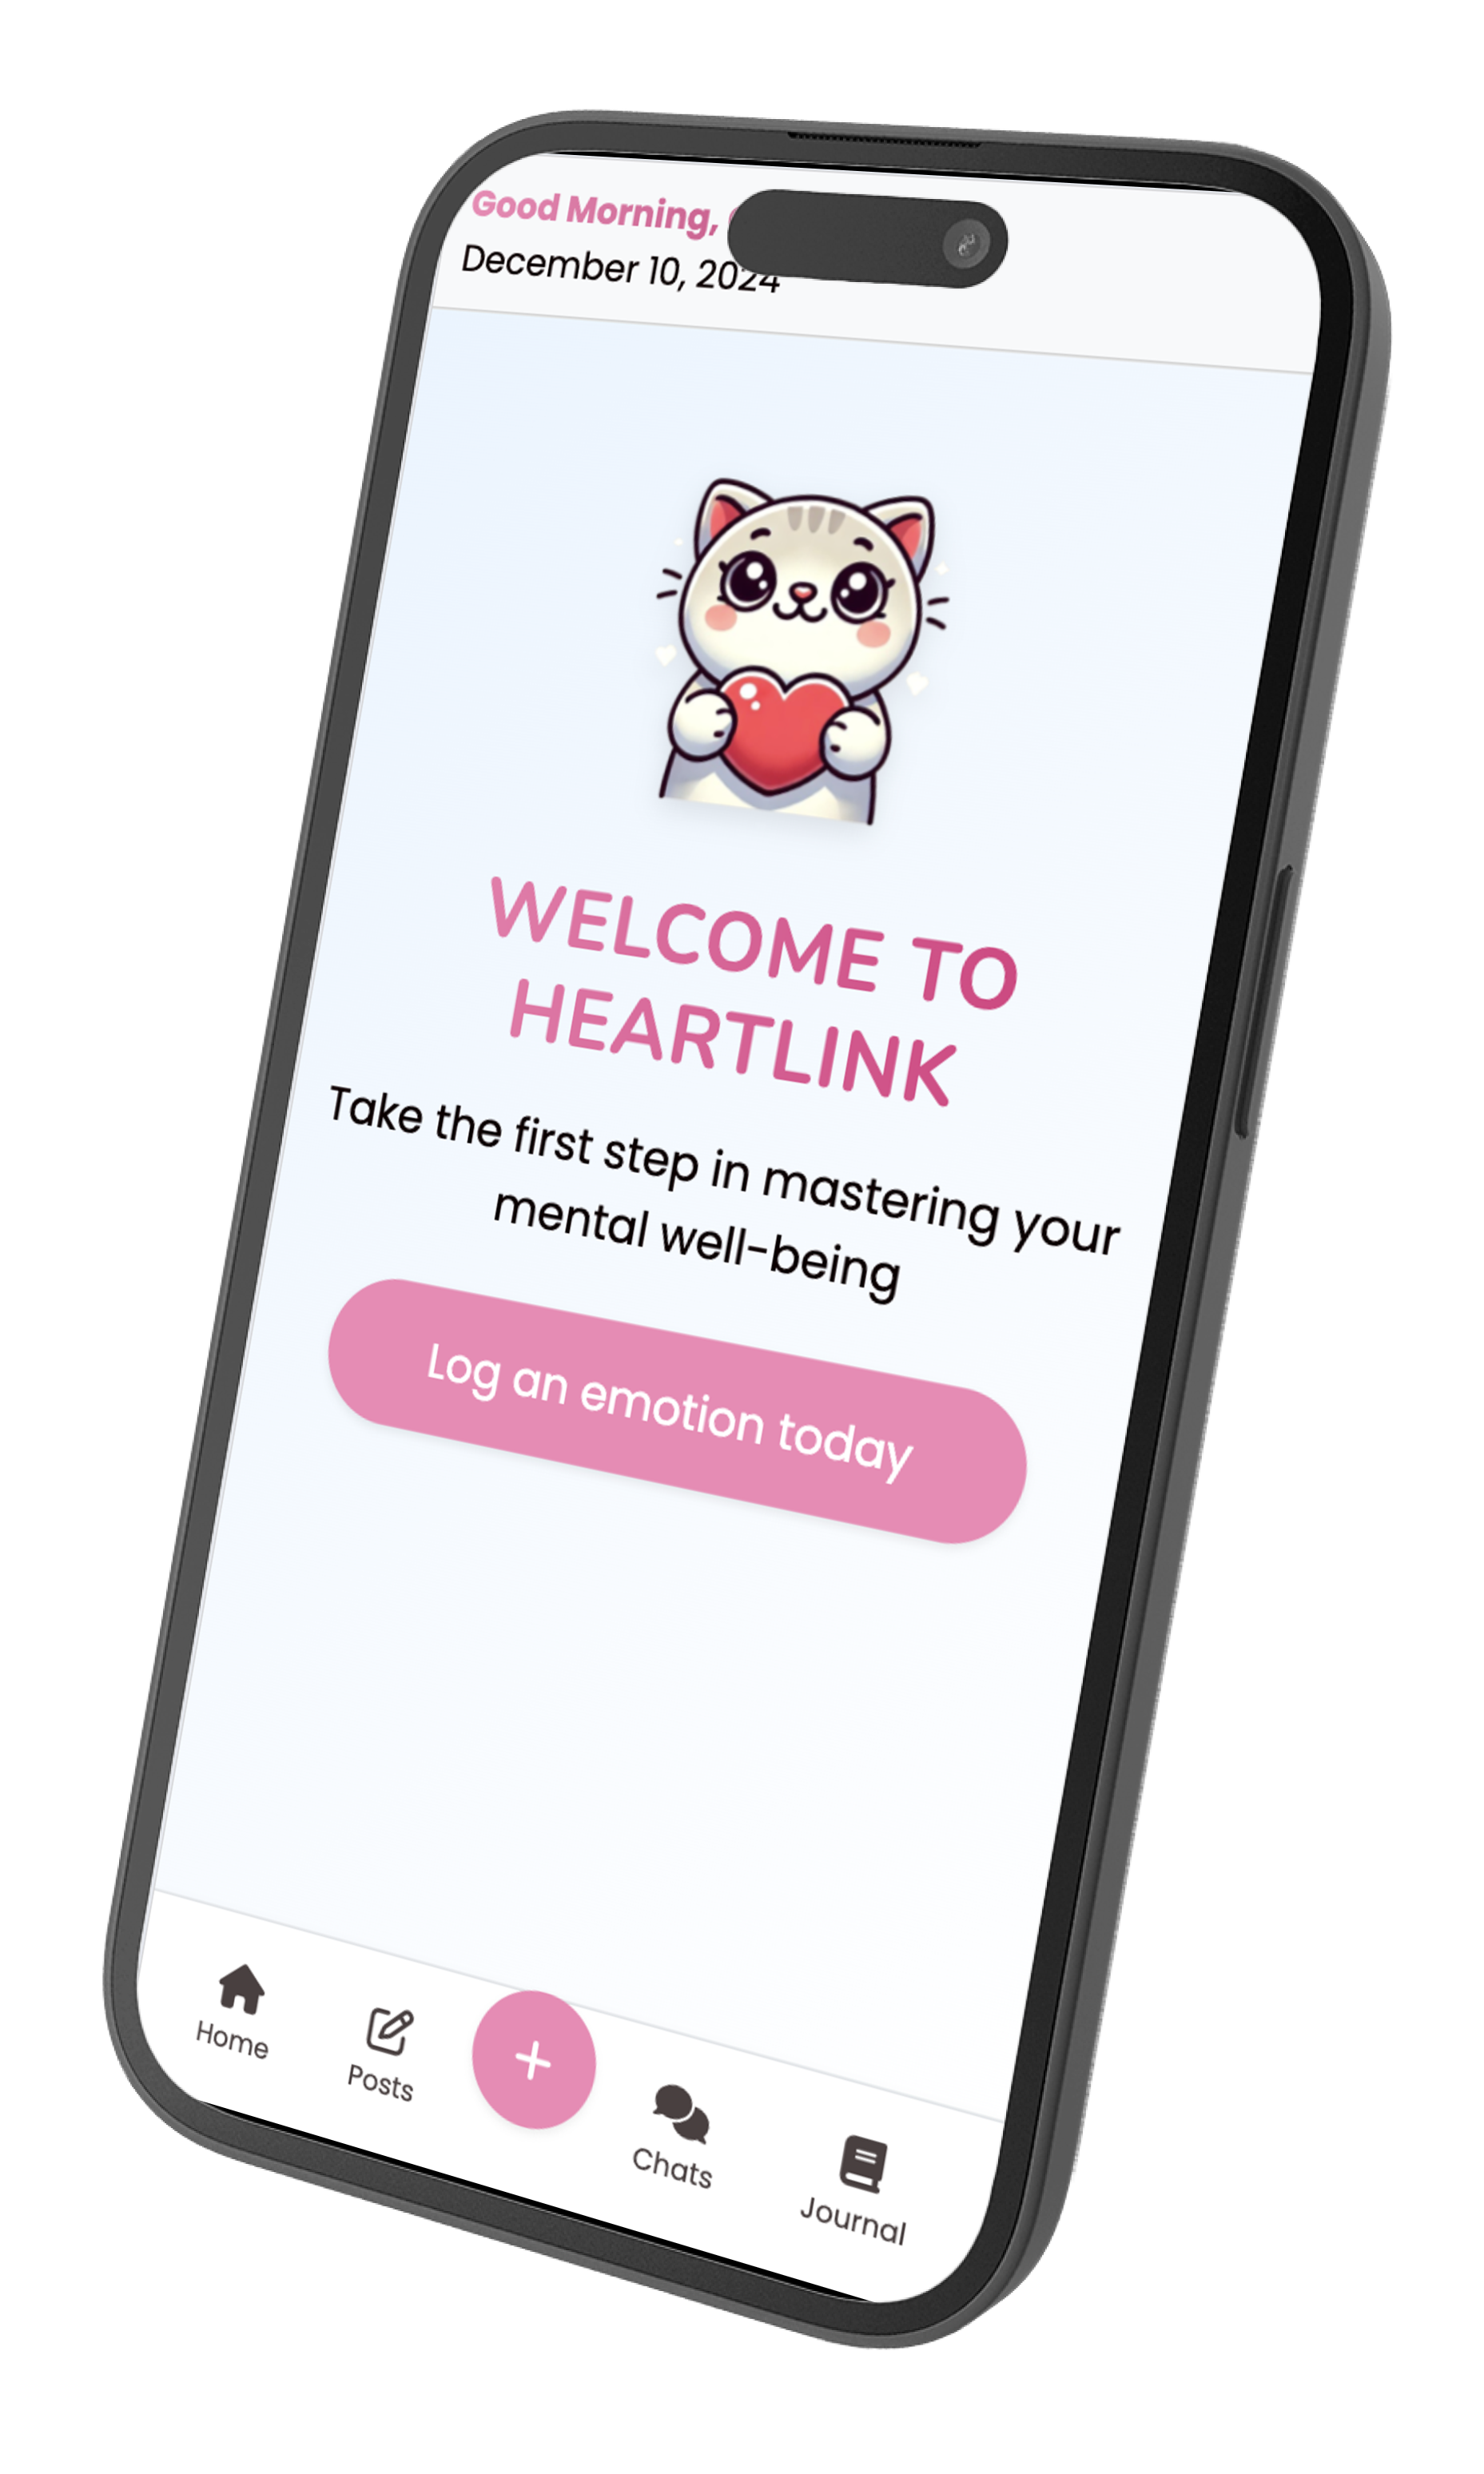 Good Morning,
December 10, 2024
WELCOME TO
HEARTLINK
Take the first step in mastering your
mental well-being
Log an emotion today
Home
Posts
Chats
Journal